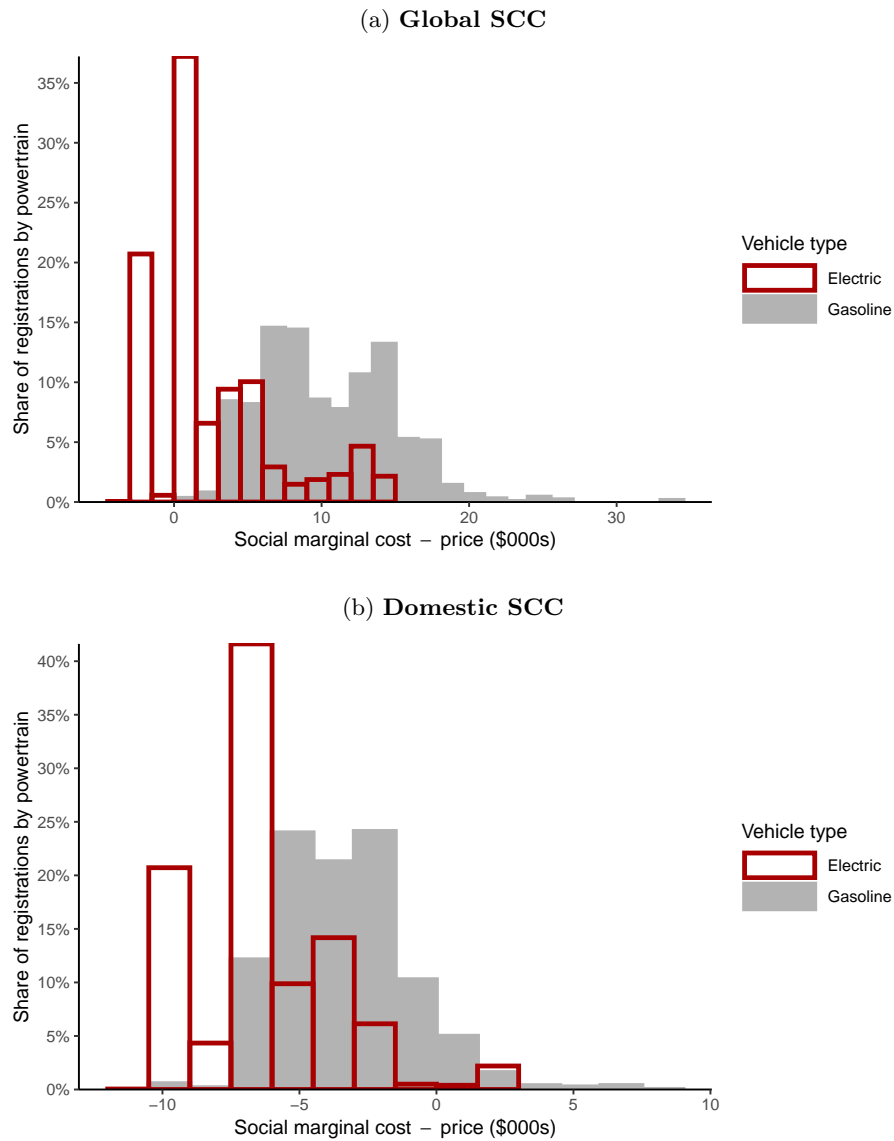 (a) Global SCC
35%
30%
25%
20%
15%
10%
5%
0%
Share of registrations by powertrain
0
10
20
30
Social marginal cost − price ($000s)
Vehicle type
Electric
Gasoline
(b) Domestic SCC
40%
35%
30%
25%
20%
15%
10%
5%
0%
Share of registrations by powertrain
−10
−5
0
5
10
Social marginal cost − price ($000s)
Vehicle type
Electric
Gasoline